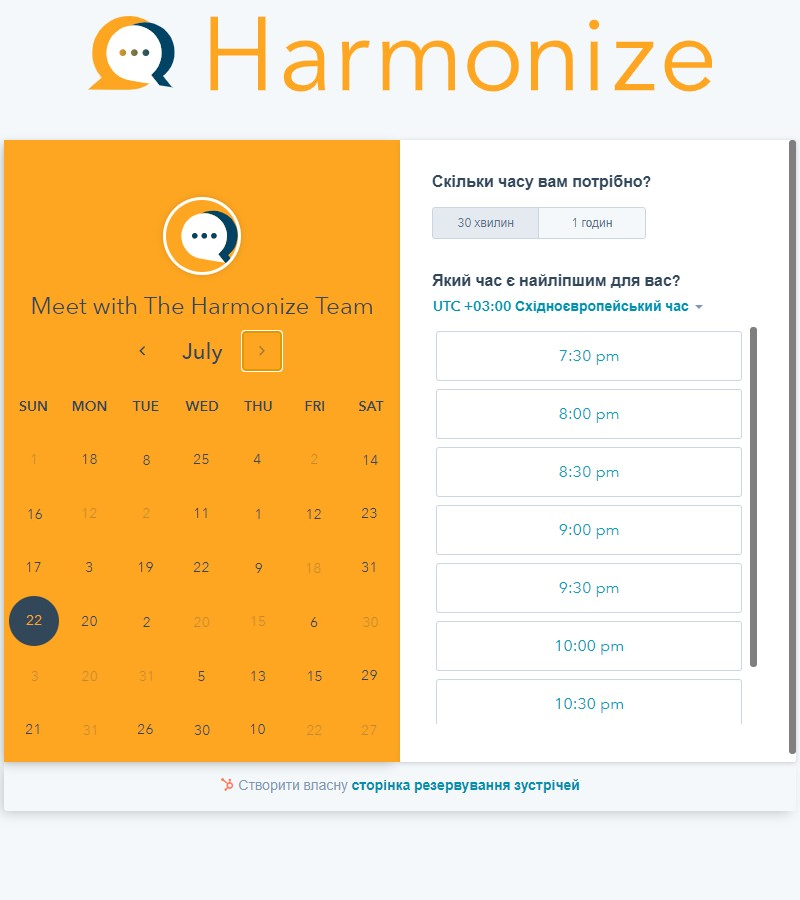 Harmonize
Meet with The Harmonize Team
July
SUN MON TUE WED THU FRI SAT
1 18 8 25 4 2 14
16 12 2 11 1 12 23
17 3 19 22 9 18 31
22 20 2 20 15 6 30
3 20 31 5 13 15 29
21 31 26 30 10 22 27
Скільки часу вам потрібно?
30 хвилин 1 годин
Який час є найліпшим для вас?
UTC +03:00 Східноєвропейський час
7:30 pm
8:00 pm
8:30 pm
9:00 pm
9:30 pm
10:00 pm
10:30 pm
Створити власну сторінка резервування зустрічей